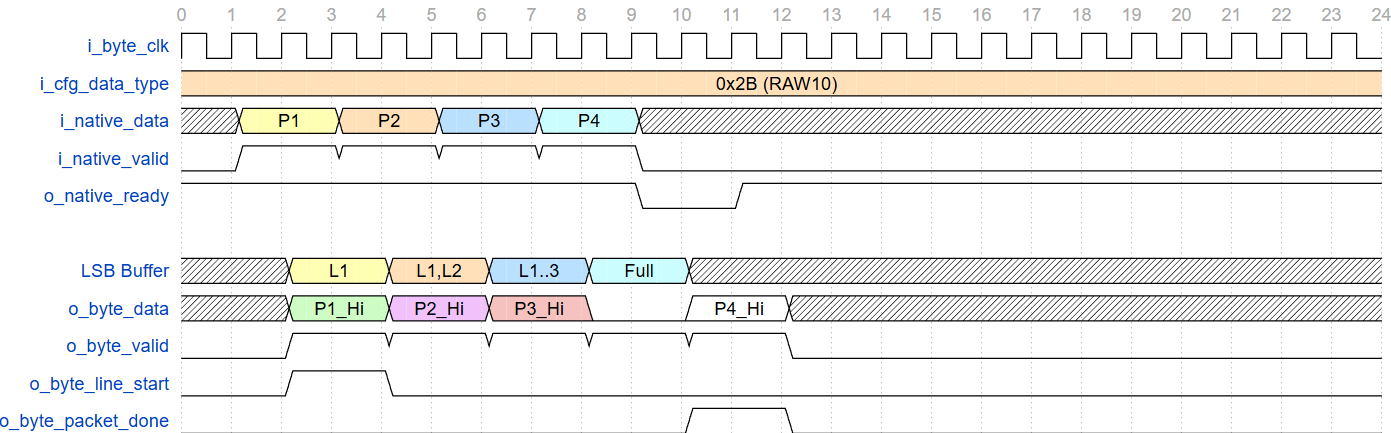 0 1 2 3 4 5 6 7 8 9 10 11 12 13 14 15 16 17 18 19 20 21 22 23 24
i_byte_clk
i_cfg_data_type 0x2B (RAW10)
i_native_data P1 P2 P3 P4
i_native_valid
o_native_ready
LSB Buffer L1 L1,L2 L1..3 Full
o_byte_data P1_Hi P2_Hi P3_Hi P4_Hi
o_byte_valid
o_byte_line_start
o_byte_packet_done